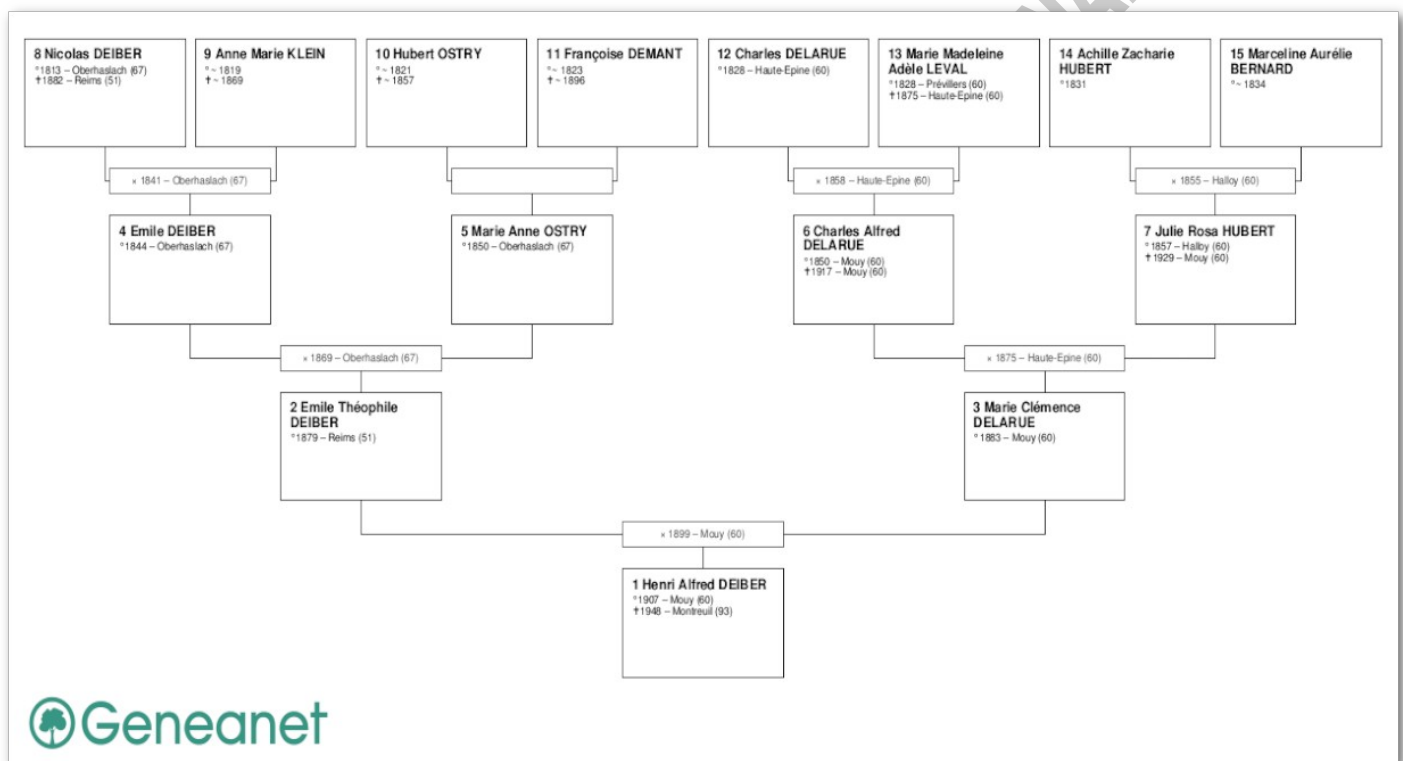 8 Nicolas DEIBER
°1813 – Oberhaslach (67)
†1882 – Reims (51)
9 Anne Marie KLEIN
°~ 1819
†~ 1869
10 Hubert OSTRY
°~ 1821
†~ 1857
11 Françoise DEMANT
°~ 1823
†~ 1896
12 Charles DELARUE
°1828 – Haute-Epine (60)
13 Marie Madeleine
Adèle LEVAL
°1828 – Prévillers (60)
†1875 – Haute-Epine (60)
14 Achille Zacharie
HUBERT
°1831
15 Marceline Aurélie
BERNARD
°~ 1834
× 1841 – Oberhaslach (67)
× 1858 – Haute-Epine (60)
× 1855 – Halloy (60)
4 Emile DEIBER
°1844 – Oberhaslach (67)
5 Marie Anne OSTRY
°1850 – Oberhaslach (67)
6 Charles Alfred
DELARUE
°1850 – Mouy (60)
†1917 – Mouy (60)
7 Julie Rosa HUBERT
°1857 – Halloy (60)
†1929 – Mouy (60)
× 1869 – Oberhaslach (67)
× 1875 – Haute-Epine (60)
2 Emile Théophile
DEIBER
°1879 – Reims (51)
3 Marie Clémence
DELARUE
°1883 – Mouy (60)
× 1899 – Mouy (60)
1 Henri Alfred DEIBER
°1907 – Mouy (60)
†1948 – Montreuil (93)
Geneanet